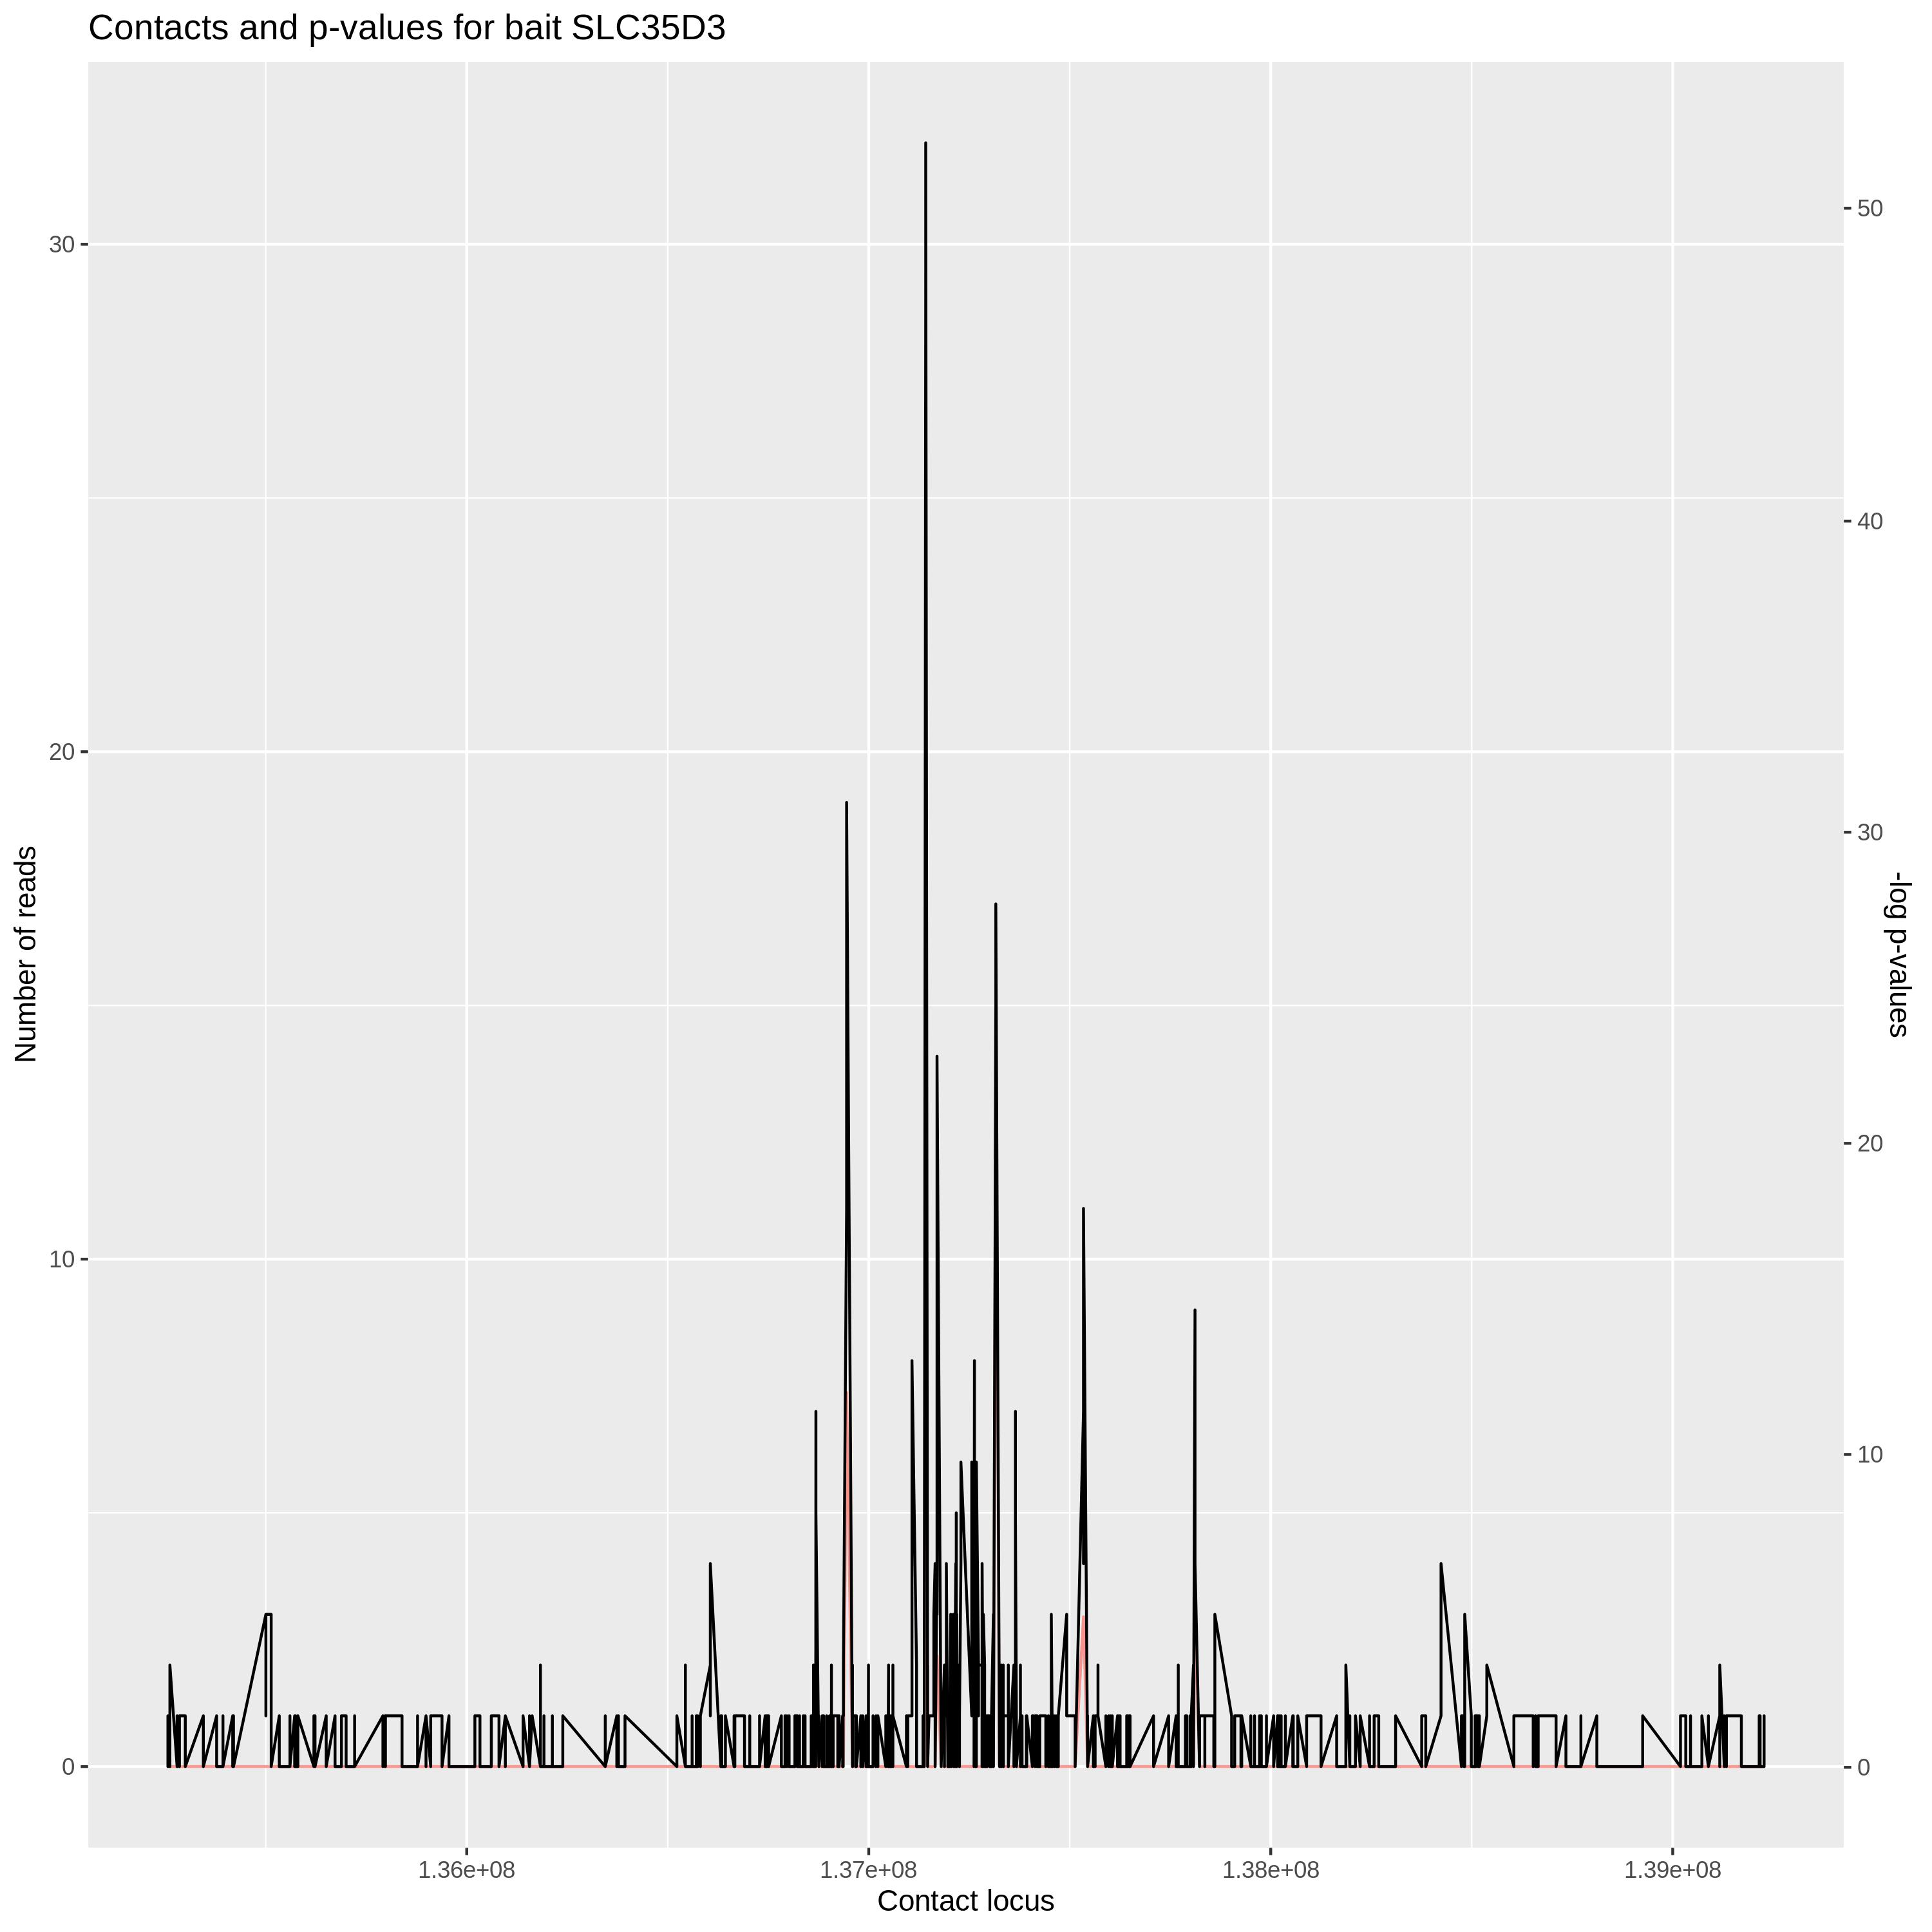 Contacts and p-values for bait SLC35D3
30
20
10
0
Number of reads
50
40
30
20
10
0
-log p-values
1.36e+08
1.37e+08
1.38e+08
1.39e+08
Contact locus